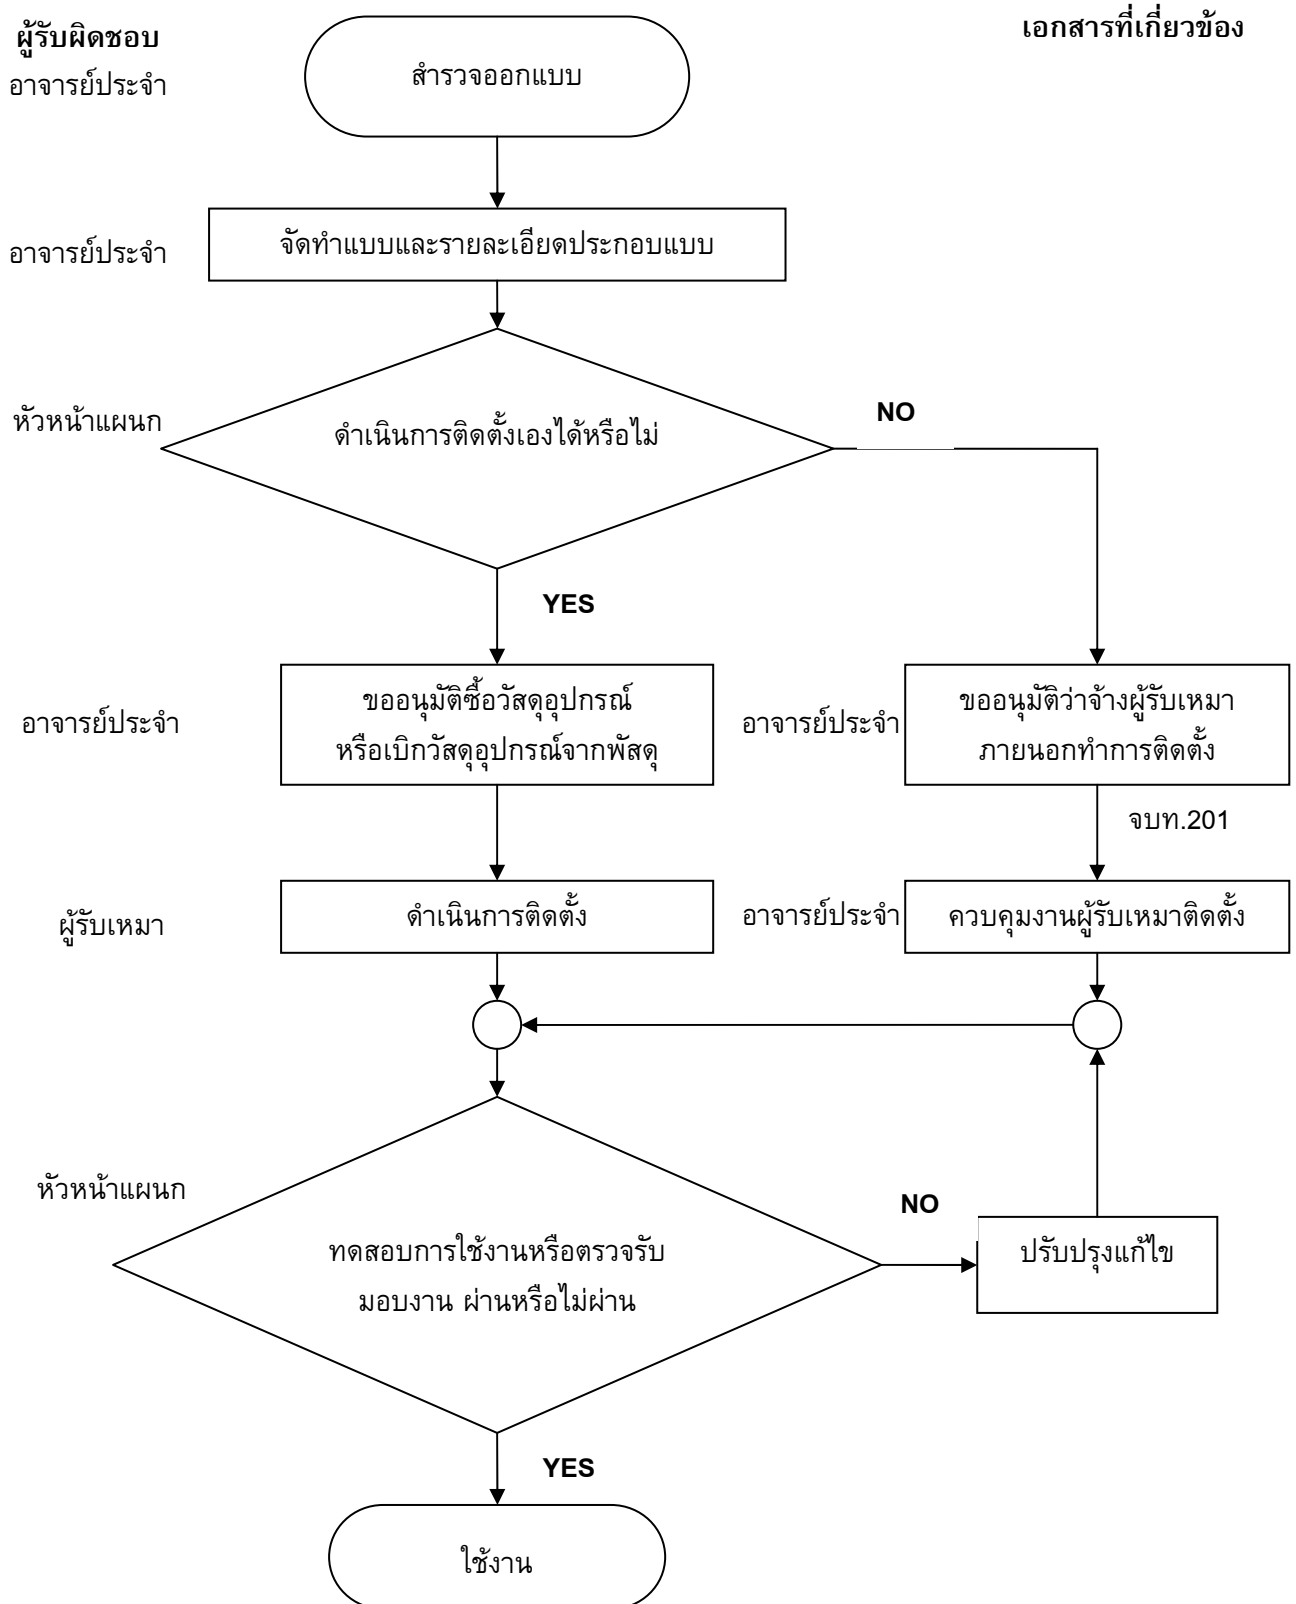 ผู้รับผิดชอบ
เอกสารที่เกี่ยวข้อง
อาจารย์ประจำ
สำรวจออกแบบ
อาจารย์ประจำ
จัดทำแบบและรายละเอียดประกอบแบบ
หัวหน้าแผนก
ดำเนินการติดตั้งเองได้หรือไม่
NO
YES
อาจารย์ประจำ
ขออนุมัติซื้อวัสดุอุปกรณ์
หรือเบิกวัสดุอุปกรณ์จากพัสดุ
อาจารย์ประจำ
ขออนุมัติว่าจ้างผู้รับเหมา
ภายนอกทำการติดตั้ง
จบท.201
ผู้รับเหมา
ดำเนินการติดตั้ง
อาจารย์ประจำ
ควบคุมงานผู้รับเหมาติดตั้ง
หัวหน้าแผนก
ทดสอบการใช้งานหรือตรวจรับ
มอบงาน ผ่านหรือไม่ผ่าน
NO
ปรับปรุงแก้ไข
YES
ใช้งาน